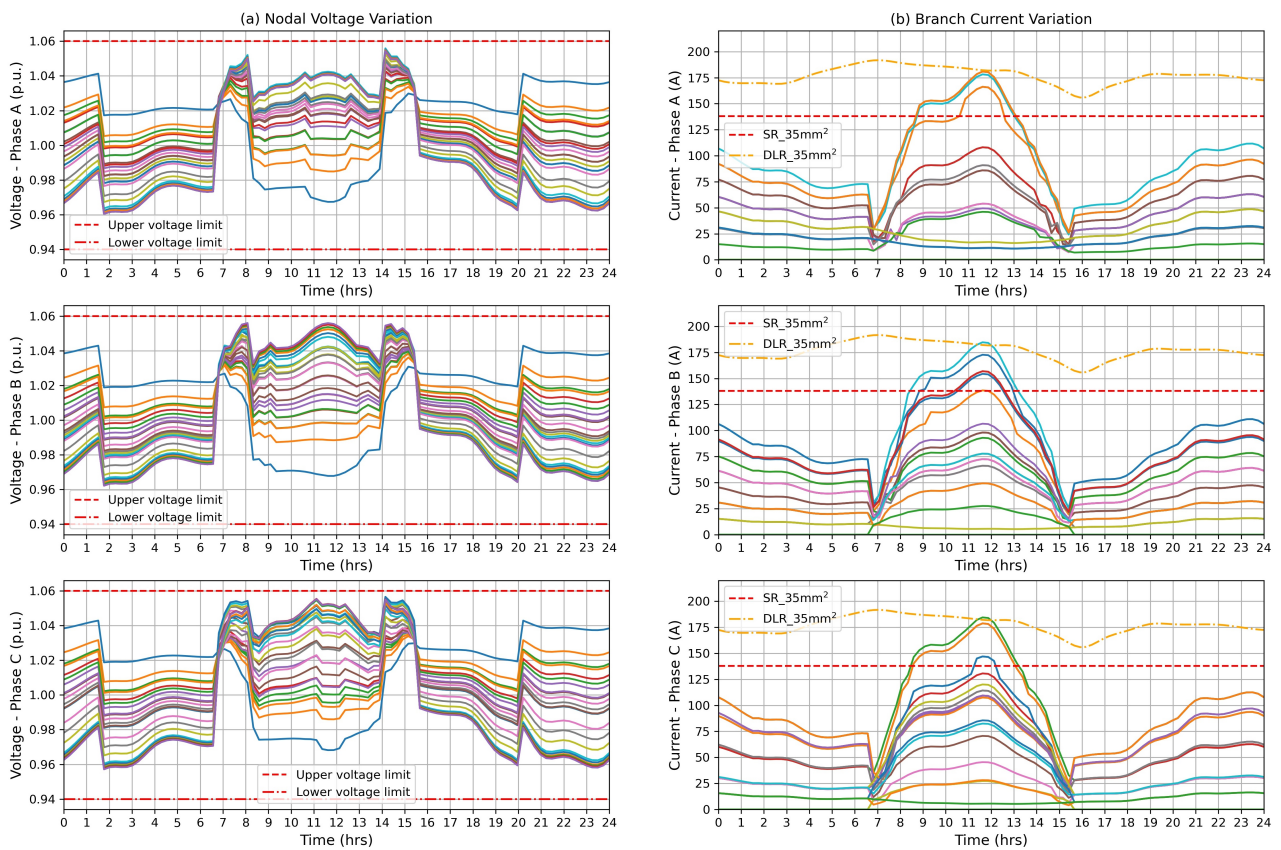 (a) Nodal Voltage Variation
Voltage - Phase A (p.u.)
1.06
1.04
1.02
1.00
0.98
0.96
0.94
Upper voltage limit
Lower voltage limit
0 1 2 3 4 5 6 7 8 9 10 11 12 13 14 15 16 17 18 19 20 21 22 23 24
Time (hrs)
(b) Branch Current Variation
Current - Phase A (A)
200
175
150
125
100
75
50
25
0
SR_35mm²
DLR_35mm²
0 1 2 3 4 5 6 7 8 9 10 11 12 13 14 15 16 17 18 19 20 21 22 23 24
Time (hrs)
Voltage - Phase B (p.u.)
1.06
1.04
1.02
1.00
0.98
0.96
0.94
Upper voltage limit
Lower voltage limit
0 1 2 3 4 5 6 7 8 9 10 11 12 13 14 15 16 17 18 19 20 21 22 23 24
Time (hrs)
Current - Phase B (A)
200
175
150
125
100
75
50
25
0
SR_35mm²
DLR_35mm²
0 1 2 3 4 5 6 7 8 9 10 11 12 13 14 15 16 17 18 19 20 21 22 23 24
Time (hrs)
Voltage - Phase C (p.u.)
1.06
1.04
1.02
1.00
0.98
0.96
0.94
Upper voltage limit
Lower voltage limit
0 1 2 3 4 5 6 7 8 9 10 11 12 13 14 15 16 17 18 19 20 21 22 23 24
Time (hrs)
Current - Phase C (A)
200
175
150
125
100
75
50
25
0
SR_35mm²
DLR_35mm²
0 1 2 3 4 5 6 7 8 9 10 11 12 13 14 15 16 17 18 19 20 21 22 23 24
Time (hrs)